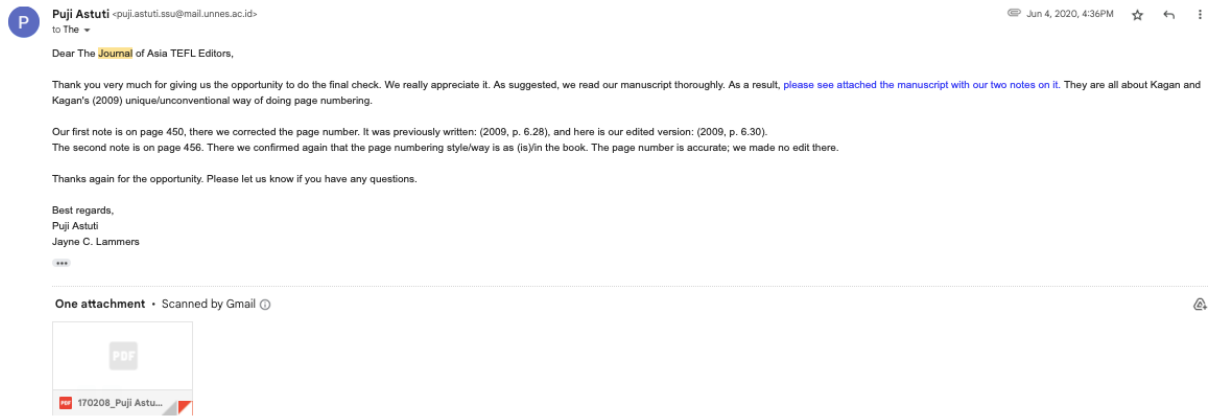 P
Puji Astuti <puji.astuti.ssu@mail.unnes.ac.id>
Jun 4, 2020, 4:36PM
to The
Dear The Journal of Asia TEFL Editors,
Thank you very much for giving us the opportunity to do the final check. We really appreciate it. As suggested, we read our manuscript thoroughly. As a result, please see attached the manuscript with our two notes on it. They are all about Kagan and
Kagan's (2009) unique/unconventional way of doing page numbering.
Our first note is on page 450, there we corrected the page number. It was previously written: (2009, p. 6.28), and here is our edited version: (2009, p. 6.30).
The second note is on page 456. There we confirmed again that the page numbering style/way is as (is)/in the book. The page number is accurate; we made no edit there.
Thanks again for the opportunity. Please let us know if you have any questions.
Best regards,
Puji Astuti
Jayne C. Lammers
One attachment • Scanned by Gmail
PDF
PDF 170208_Puji Astu...